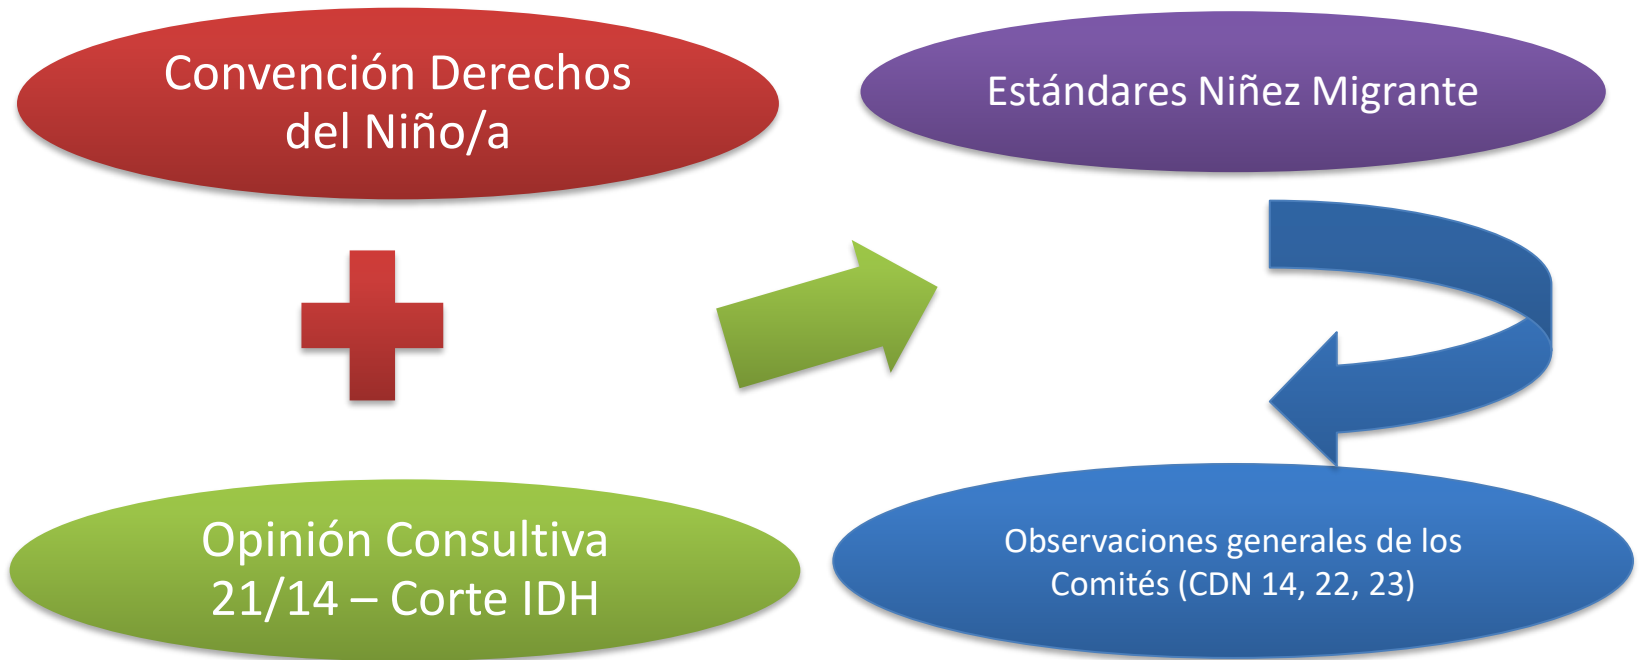 Convención Derechos
del Niño/a
Estándares Niñez Migrante
Opinión Consultiva
21/14 – Corte IDH
Observaciones generales de los
Comités (CDN 14, 22, 23)